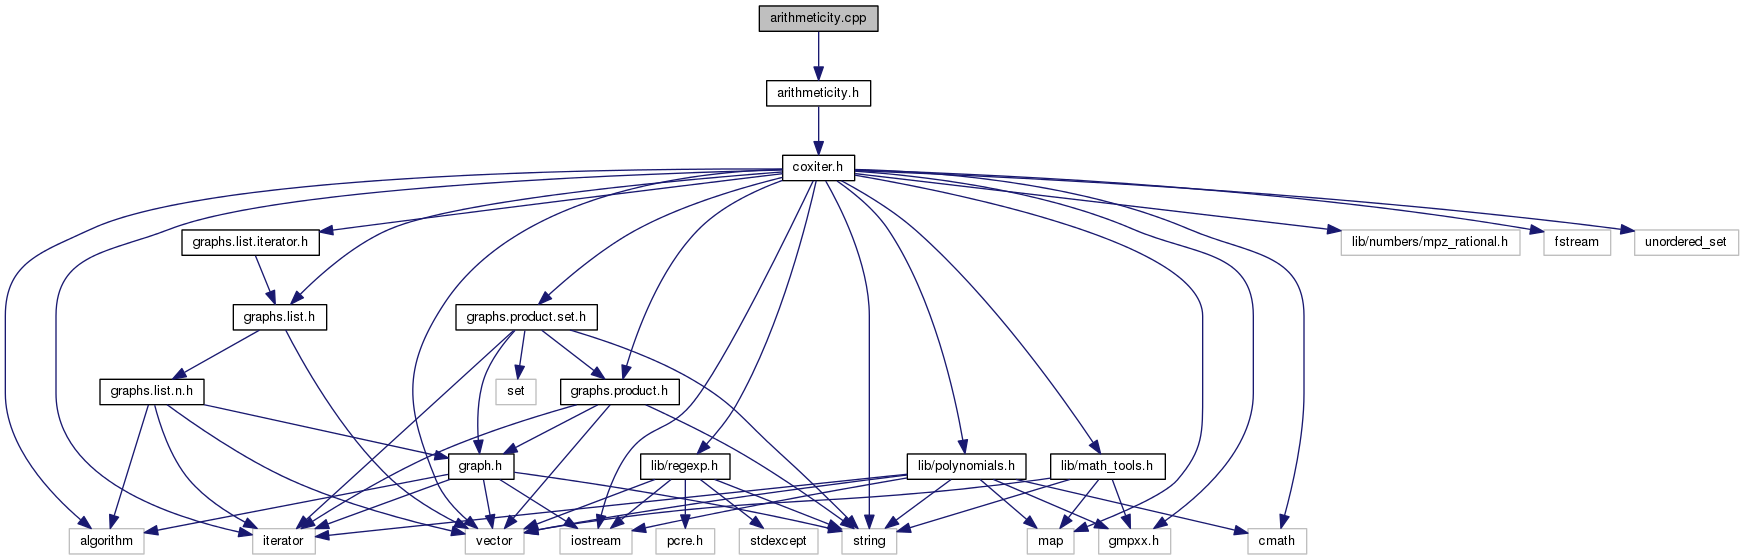 arithmeticity.cpp
arithmeticity.h
coxiter.h
graphs.list.iterator.h
lib/numbers/mpz_rational.h
fstream
unordered_set
graphs.list.h
graphs.product.set.h
graphs.list.n.h
set
graphs.product.h
graph.h
lib/regexp.h
lib/polynomials.h
lib/math_tools.h
algorithm
iterator
vector
iostream
pcre.h
stdexcept
string
map
gmpxx.h
cmath